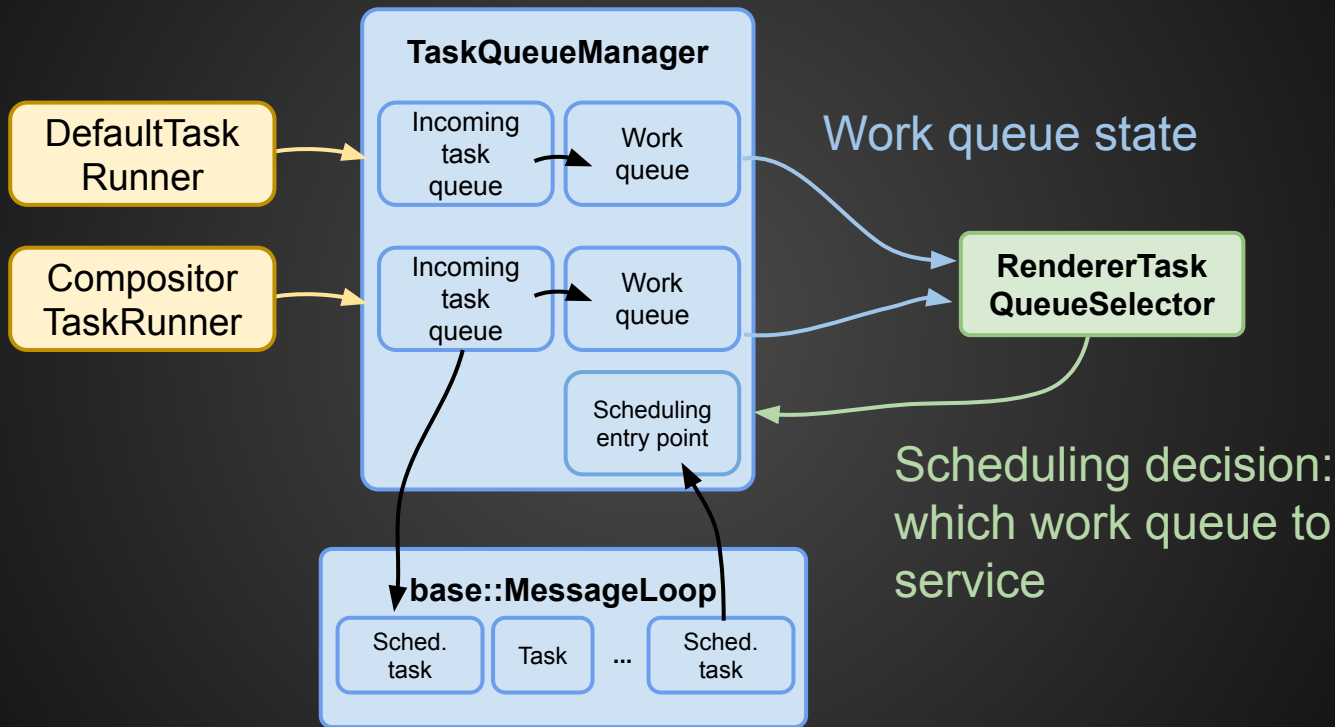 TaskQueueManager
DefaultTask
Runner
Incoming
task
queue
Work
queue
Work queue state
Compositor
TaskRunner
Incoming
task
queue
Work
queue
RendererTask
QueueSelector
Scheduling
entry point
Scheduling decision:
which work queue to
service
base::MessageLoop
Sched.
task
Task
...
Sched.
task